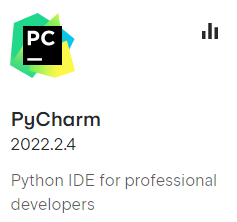 PC
PyCharm
2022.2.4
Python IDE for professional
developers